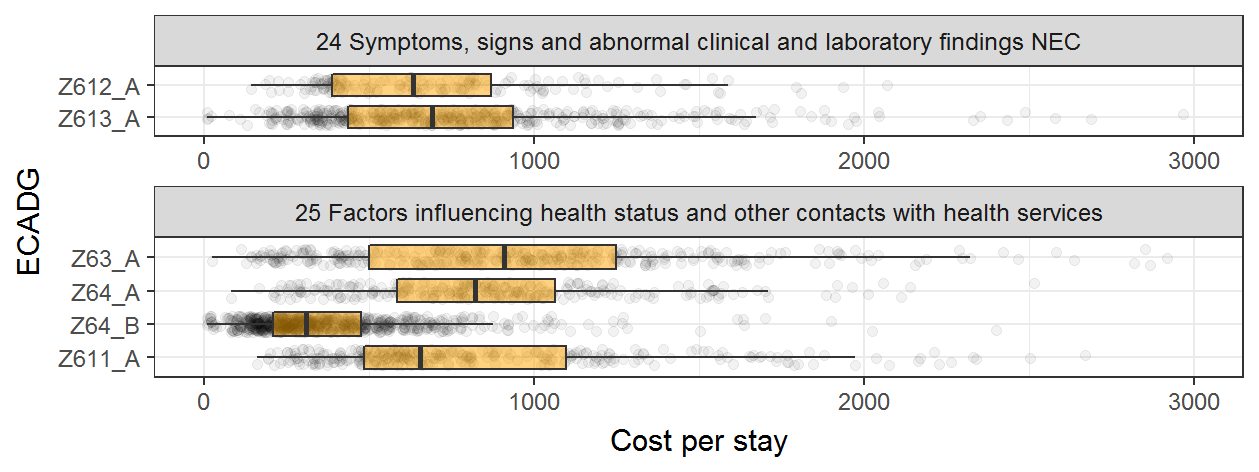 24 Symptoms, signs and abnormal clinical and laboratory findings NEC
Z612_A
Z613_A
0 1000 2000 3000
ECADG
25 Factors influencing health status and other contacts with health services
Z63_A
Z64_A
Z64_B
Z611_A
0 1000 2000 3000
Cost per stay